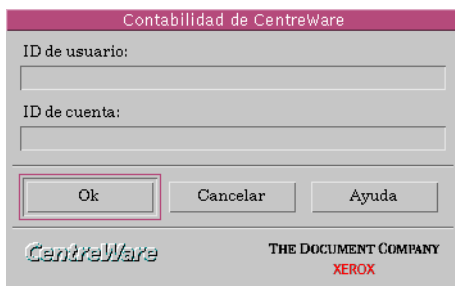 Contabilidad de CentreWare
ID de usuario:
ID de cuenta:
Ok Cancelar Ayuda
CentreWare THE DOCUMENT COMPANY
XEROX